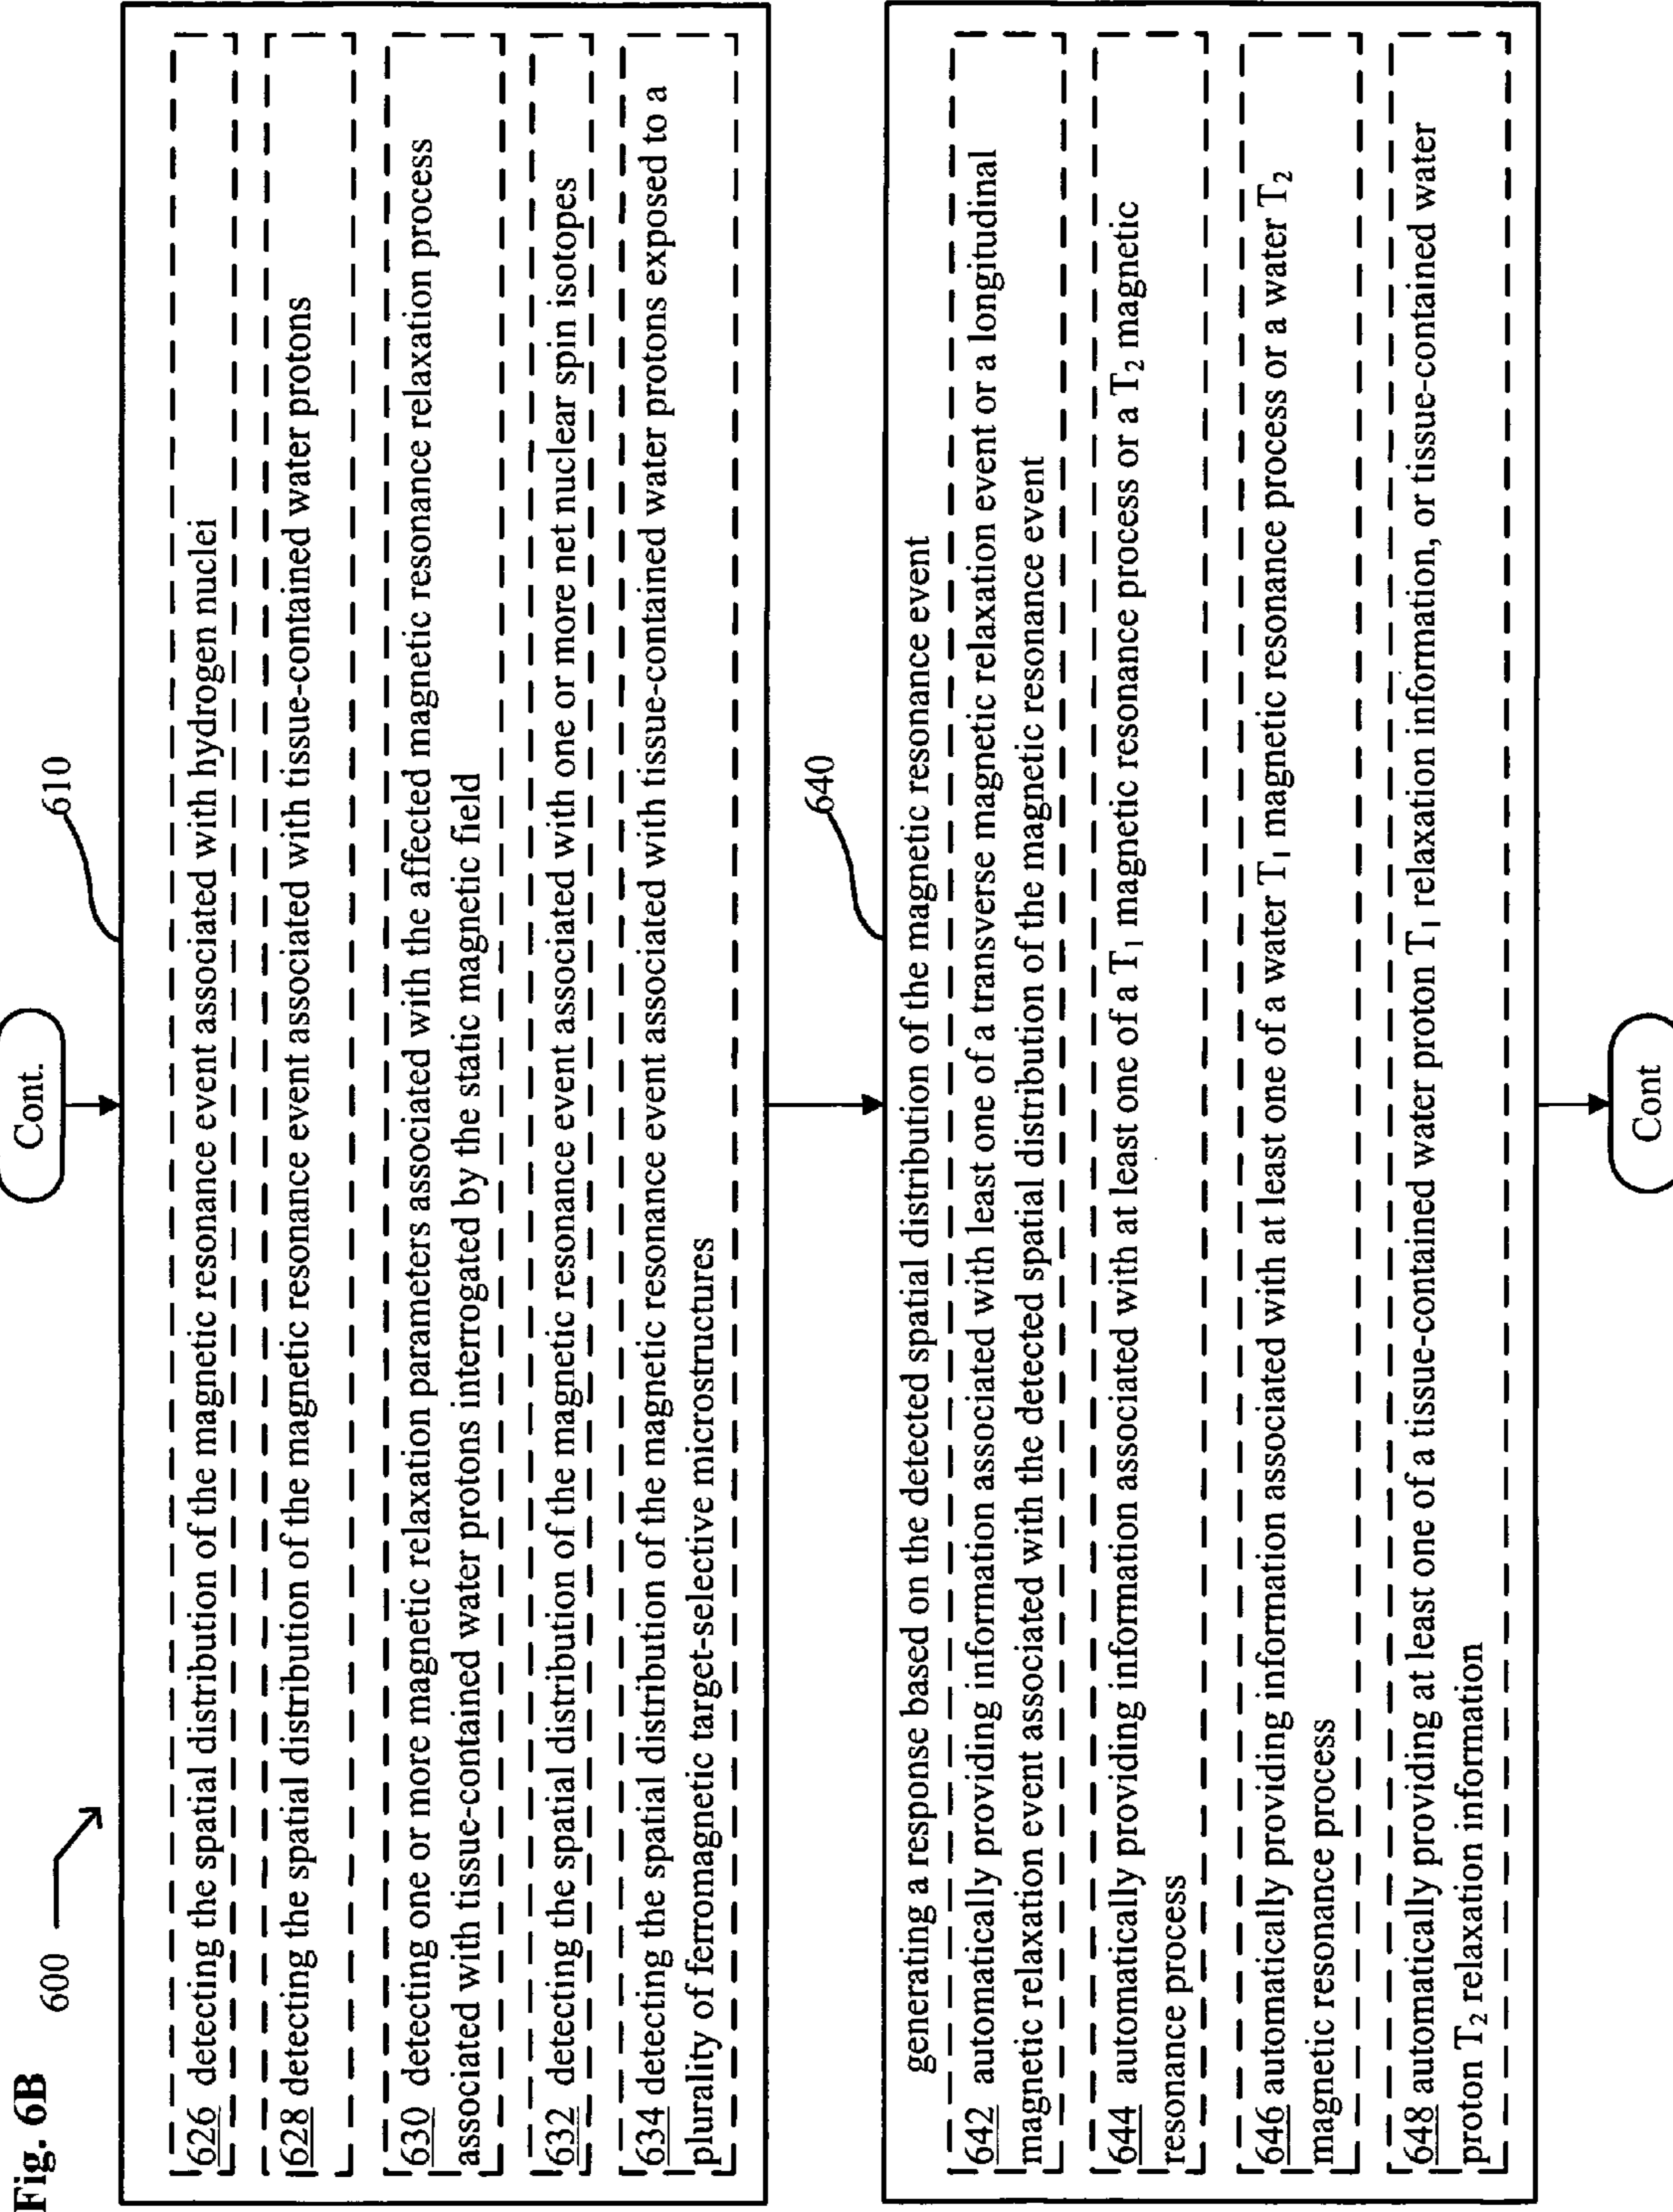 Fig. 6B
600
Cont.
610
626 detecting the spatial distribution of the magnetic resonance event associated with hydrogen nuclei
628 detecting the spatial distribution of the magnetic resonance event associated with tissue-contained water protons
630 detecting one or more magnetic relaxation parameters associated with the affected magnetic resonance relaxation process
associated with tissue-contained water protons interrogated by the static magnetic field
632 detecting the spatial distribution of the magnetic resonance event associated with one or more net nuclear spin isotopes
634 detecting the spatial distribution of the magnetic resonance event associated with tissue-contained water protons exposed to a
plurality of ferromagnetic target-selective microstructures
640
generating a response based on the detected spatial distribution of the magnetic resonance event
642 automatically providing information associated with least one of a transverse magnetic relaxation event or a longitudinal
magnetic relaxation event associated with the detected spatial distribution of the magnetic resonance event
644 automatically providing information associated with at least one of a T1 magnetic resonance process or a T2 magnetic
resonance process
646 automatically providing information associated with at least one of a water T1 magnetic resonance process or a water T2
magnetic resonance process
648 automatically providing at least one of a tissue-contained water proton T1 relaxation information, or tissue-contained water
proton T2 relaxation information
Cont